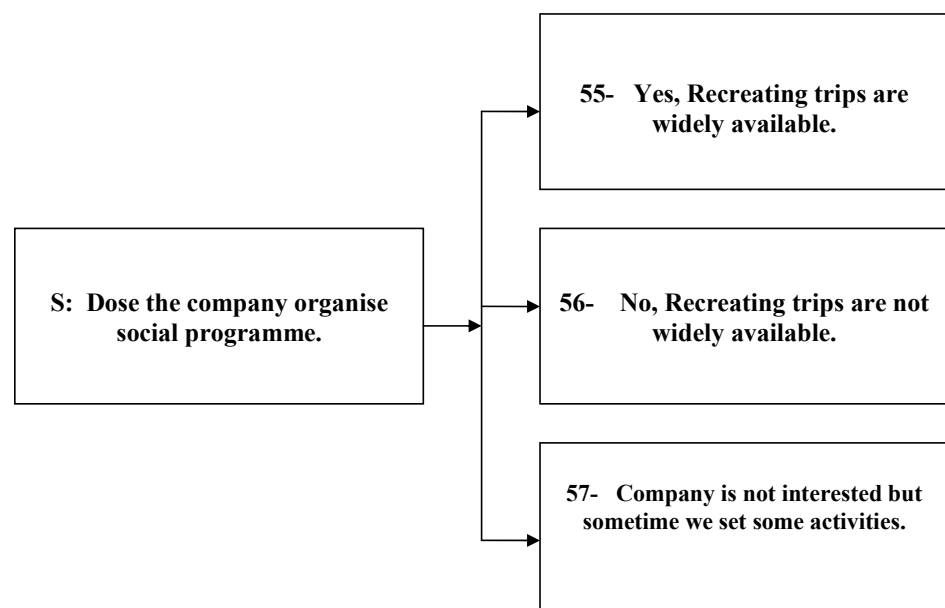 55- Yes, Recreating trips are
widely available.
S: Dose the company organise
social programme.
56- No, Recreating trips are not
widely available.
57- Company is not interested but
sometime we set some activities.